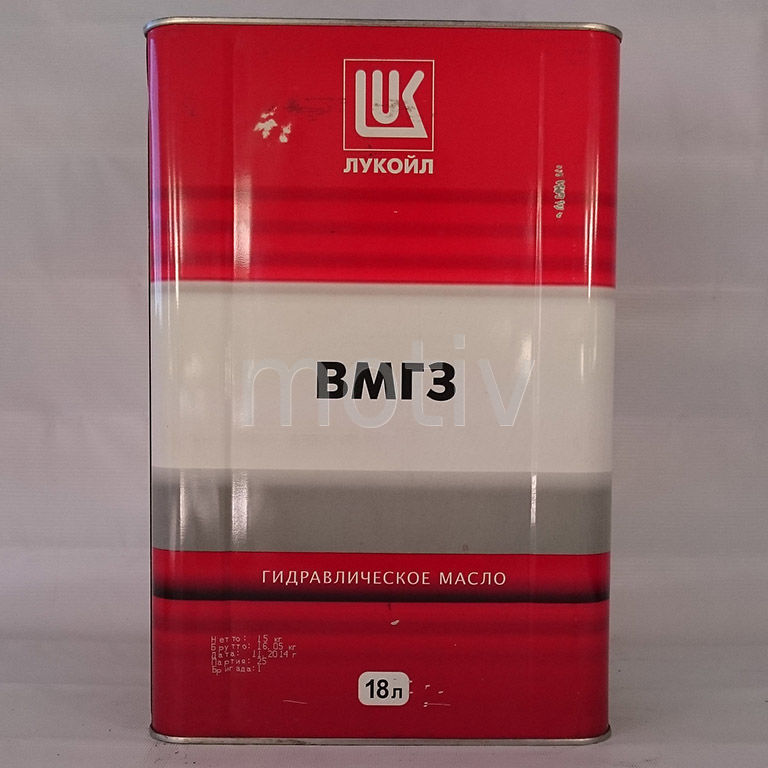 LUK
ЛУКОЙЛ
ВМГЗ
motiv
ГИДРАВЛИЧЕСКОЕ МАСЛО
Нетто: 15 кг
Брутто: 16.05 кг
Дата: 11.2014 г
Партия: 25
Бригада: 1
18 л